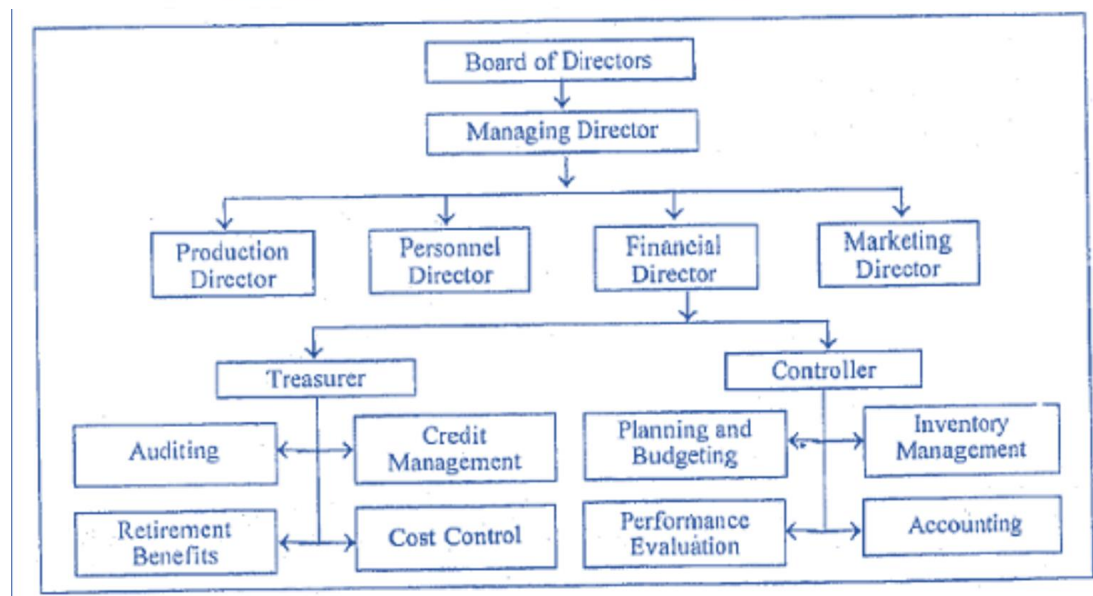 Board of Directors
Managing Director
Production
Director
Personnel
Director
Financial
Director
Marketing
Director
Treasurer
Controller
Auditing
Credit
Management
Planning and
Budgeting
Inventory
Management
Retirement
Benefits
Cost Control
Performance
Evaluation
Accounting